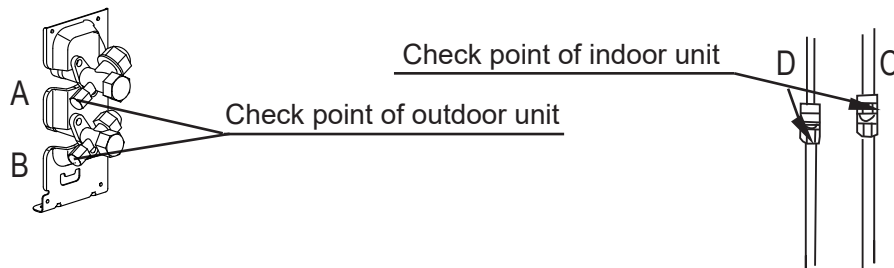 Check point of indoor unit
D
C
A
Check point of outdoor unit
B